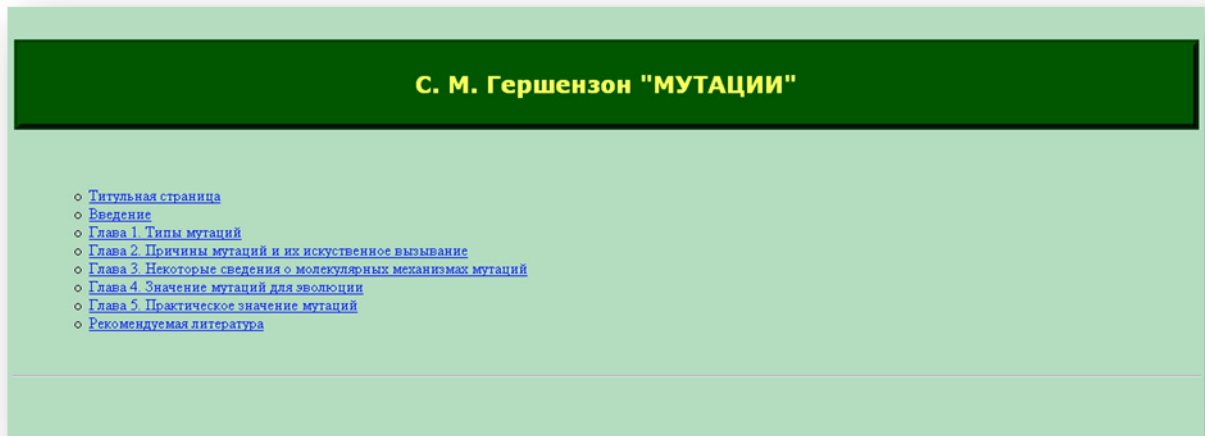 С. М. Гершензон "МУТАЦИИ"
Титульная страница
Введение
Глава 1. Типы мутаций
Глава 2. Причины мутаций и их искуственное вызывание
Глава 3. Некоторые сведения о молекулярных механизмах мутаций
Глава 4. Значение мутаций для эволюции
Глава 5. Практическое значение мутаций
Рекомендуемая литература